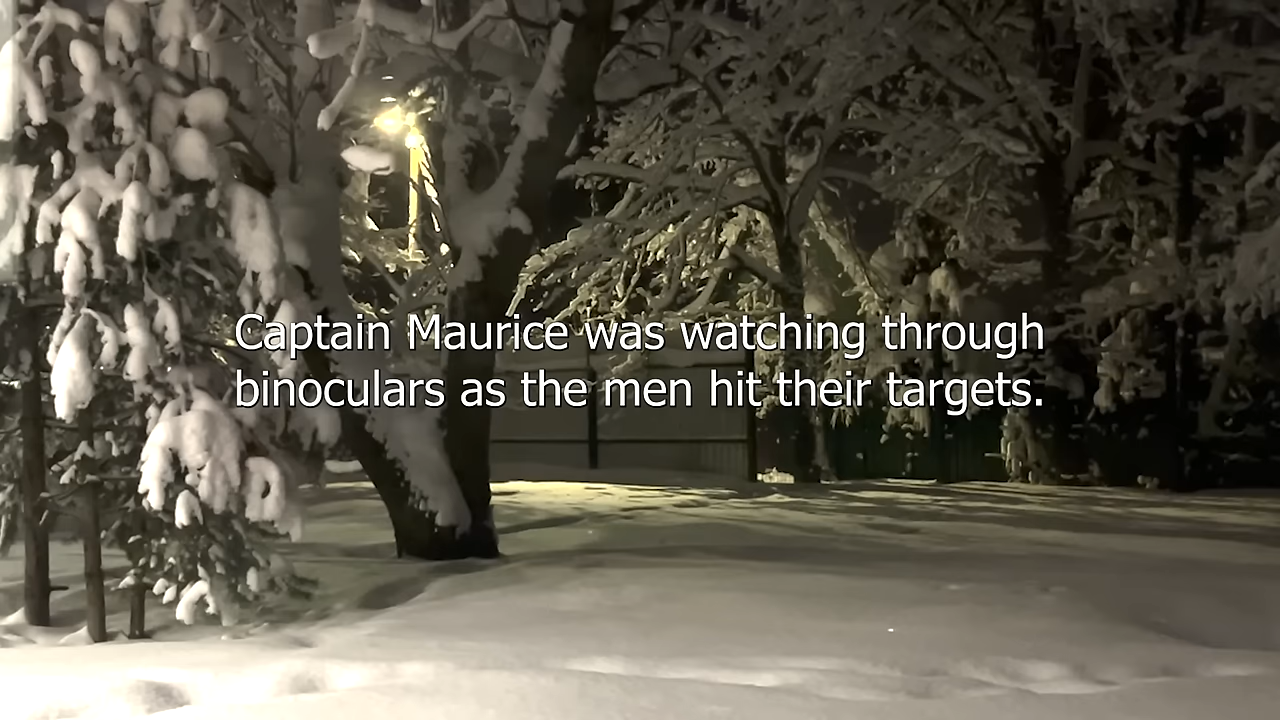 Captain Maurice was watching through
binoculars as the men hit their targets.